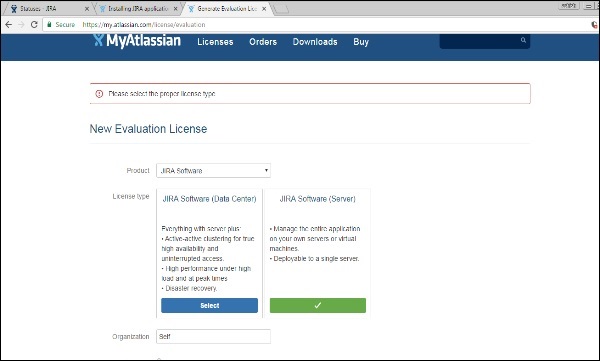 Statuses - JIRA
Installing JIRA application
Generate Evaluation Lice
Secure https://my.atlassian.com/license/evaluation
MyAtlassian Licenses Orders Downloads Buy
Please select the proper license type
New Evaluation License
Product JIRA Software
License type
JIRA Software (Data Center)
Everything with server plus:
• Active-active clustering for true
high availability and
uninterrupted access.
• High performance under high
load and at peak times
• Disaster recovery.
Select
JIRA Software (Server)
• Manage the entire application
on your own servers or virtual
machines.
• Deployable to a single server.
Organization Self